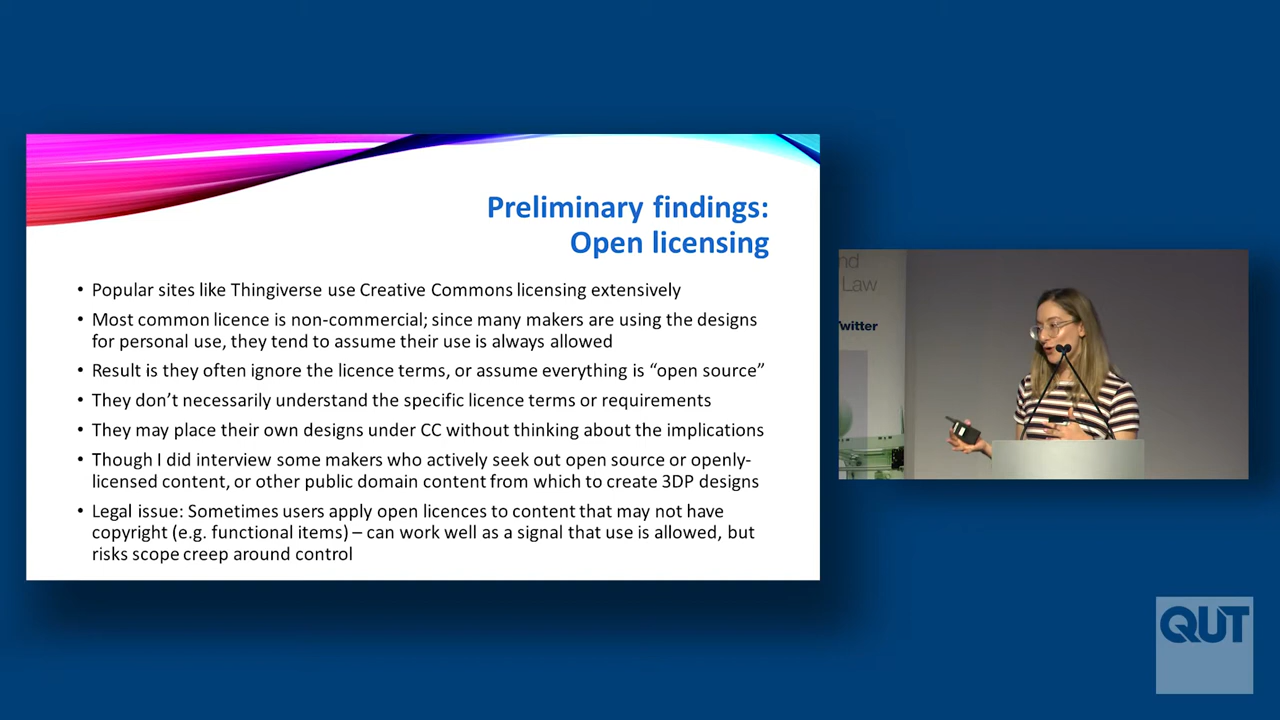 Preliminary findings:
Open licensing
• Popular sites like Thingiverse use Creative Commons licensing extensively
• Most common licence is non-commercial; since many makers are using the designs
for personal use, they tend to assume their use is always allowed
• Result is they often ignore the licence terms, or assume everything is “open source”
• They don’t necessarily understand the specific licence terms or requirements
• They may place their own designs under CC without thinking about the implications
• Though I did interview some makers who actively seek out open source or openly-
licensed content, or other public domain content from which to create 3DP designs
• Legal issue: Sometimes users apply open licences to content that may not have
copyright (e.g. functional items) – can work well as a signal that use is allowed, but
risks scope creep around control
nd
Law
Twitter
QUT